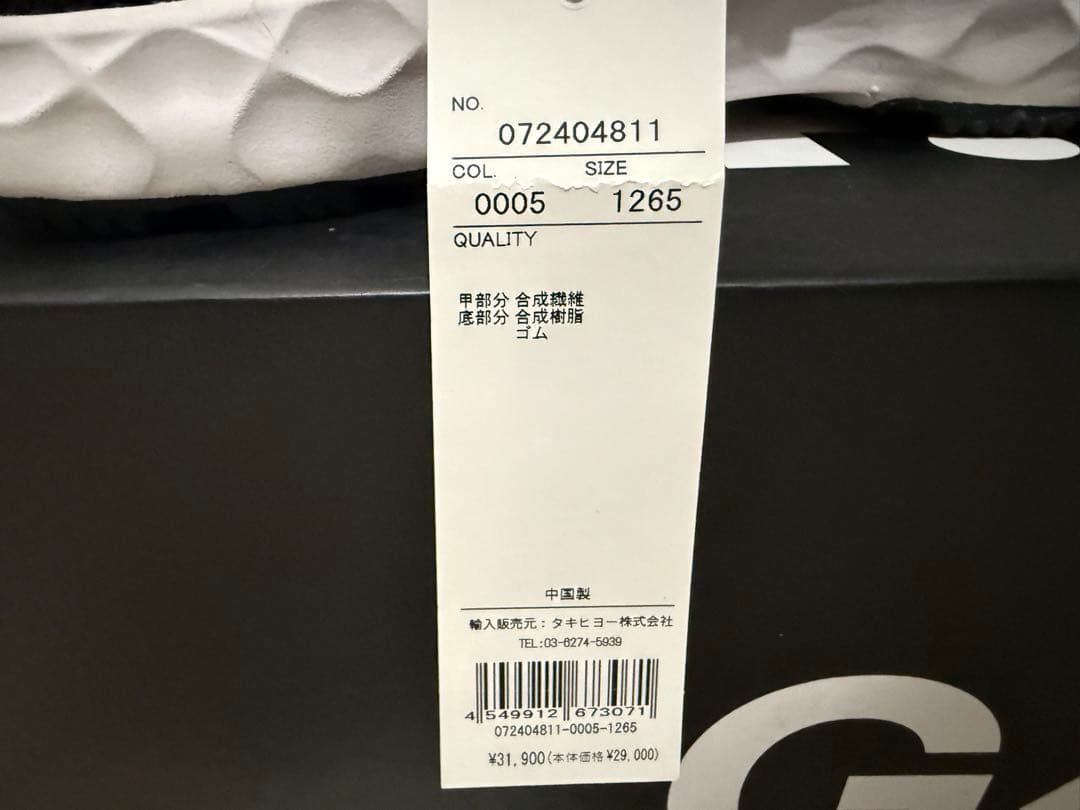 NO.
072404811
COL. SIZE
0005 1265
QUALITY
甲部分 合成繊維
底部分 合成樹脂
ゴム
中国製
輸入販売元:タキヒヨー株式会社
TEL:03-6274-5939
4 549912 673071
072404811-0005-1265
¥31,900(本体価格¥29,000)
G